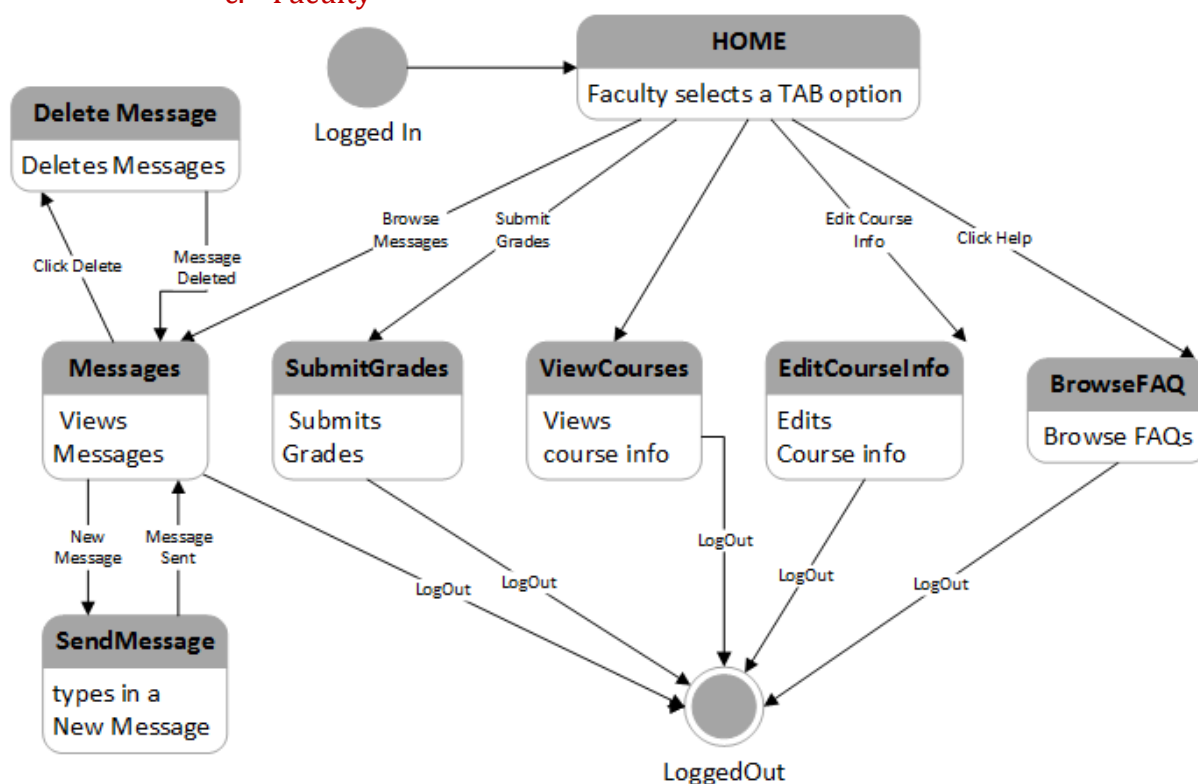 c. Faculty
HOME
Faculty selects a TAB option
Logged In
Delete Message
Deletes Messages
Browse
Messages
Submit
Grades
Edit Course
Info
Click Help
Click Delete
Message
Deleted
Messages
Views
Messages
SubmitGrades
Submits
Grades
ViewCourses
Views
course info
EditCourseInfo
Edits
Course info
BrowseFAQ
Browse FAQs
New
Message
Message
Sent
LogOut
LogOut
LogOut
LogOut
LogOut
SendMessage
types in a
New Message
LoggedOut